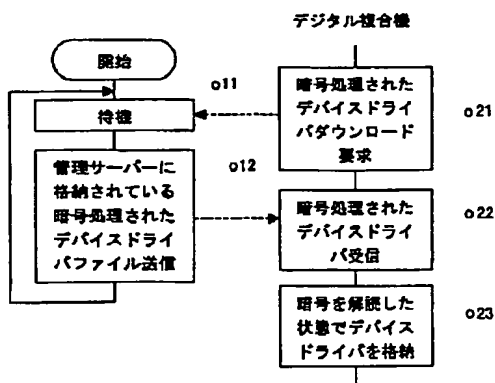 デジタル複合機
開始
o11
待機
暗号処理された
デバイスドライ
バダウンロード
要求
o21
管理サーバーに
格納されている
暗号処理された
デバイスドライ
バファイル送信
o12
暗号処理された
デバイスドライ
バ受信
o22
暗号を解読した
状態でデバイス
ドライバを格納
o23